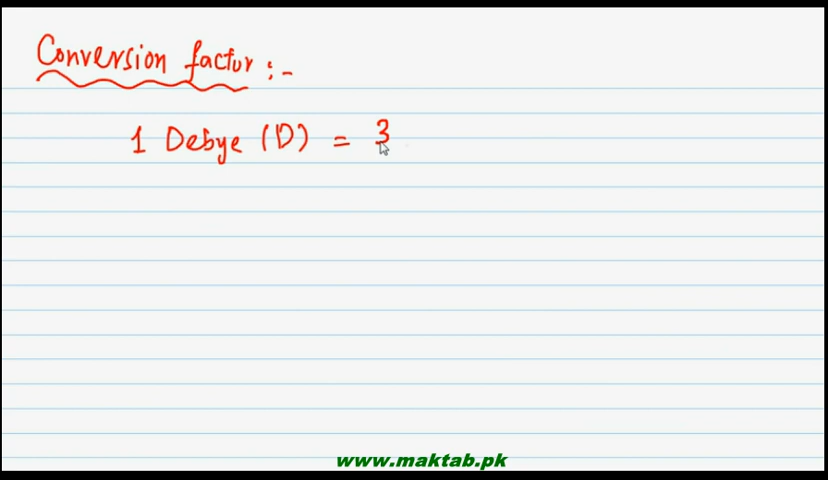 Conversion factor :-
1 Debye (D) = 3
www.maktab.pk